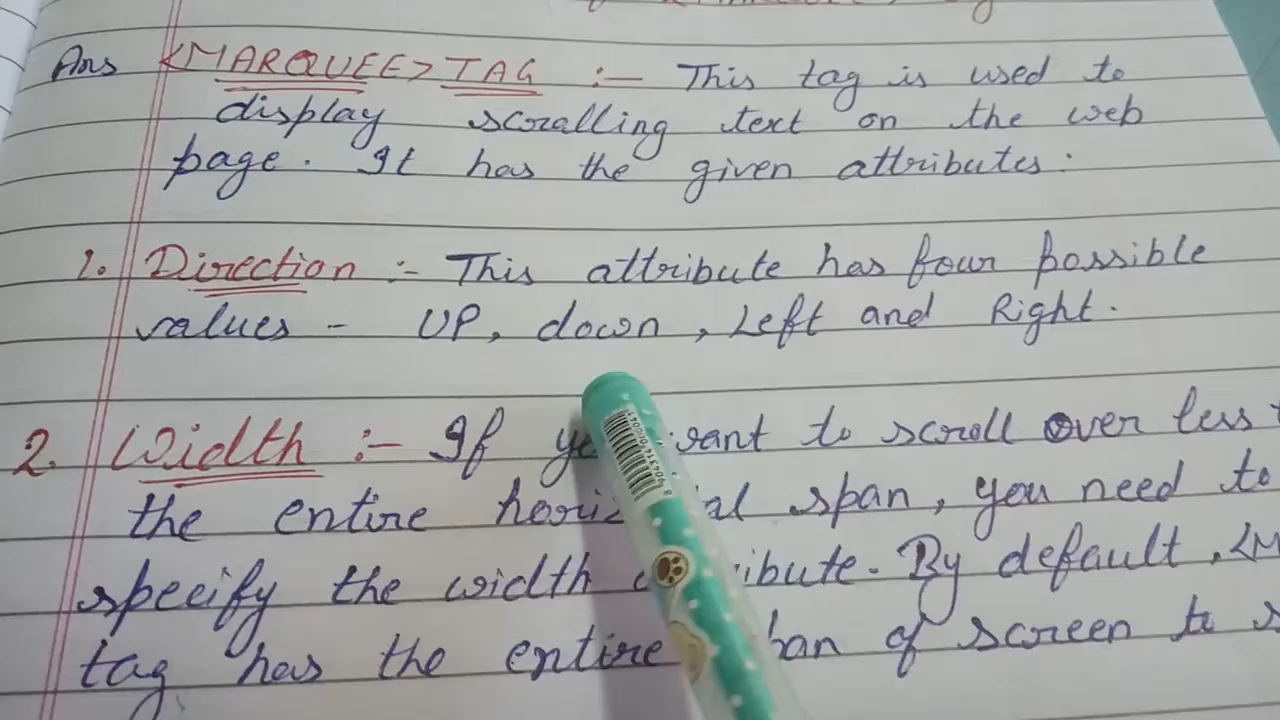 Ans <MARQUEE> TAG :- This tag is used to
display scoralling text on the web
page. It has the given attributes:
1. Direction :- This attribute has four possible
values - UP, down, Left and Right.
2. Width :- If want to scroll over less
the entire span, you need to
specify the width By default, <M
tag has the entire of screen to s